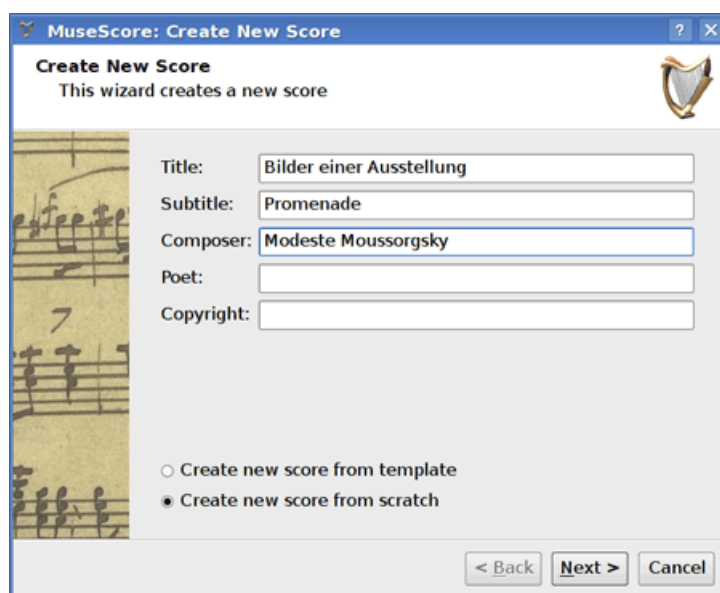 MuseScore: Create New Score
Create New Score
This wizard creates a new score
Title: Bilder einer Ausstellung
Subtitle: Promenade
Composer: Modeste Moussorgsky
Poet:
Copyright:
7
Create new score from template
Create new score from scratch
< Back Next > Cancel